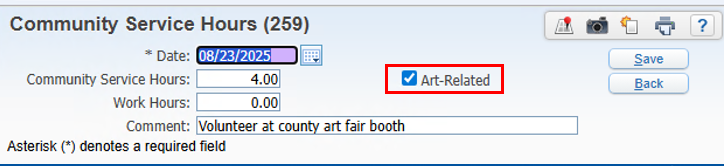 Community Service Hours (259)
?
* Date: 08/23/2025
Save
Community Service Hours: 4.00 Art-Related
Back
Work Hours: 0.00
Comment: Volunteer at county art fair booth
Asterisk (*) denotes a required field